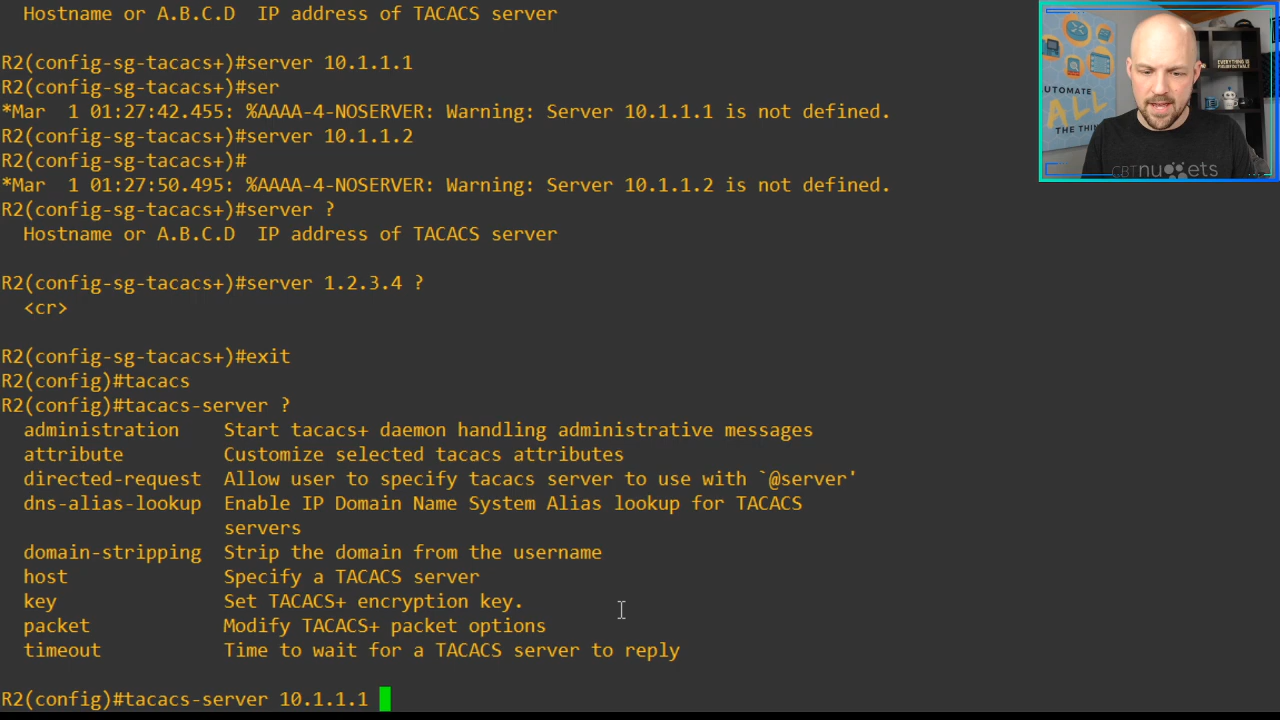 Hostname or A.B.C.D  IP address of TACACS server
R2(config-sg-tacacs+)#server 10.1.1.1
R2(config-sg-tacacs+)#ser
*Mar  1 01:27:42.455: %AAAA-4-NOSERVER: Warning: Server 10.1.1.1 is not defined.
R2(config-sg-tacacs+)#server 10.1.1.2
R2(config-sg-tacacs+)#
*Mar  1 01:27:50.495: %AAAA-4-NOSERVER: Warning: Server 10.1.1.2 is not defined.
R2(config-sg-tacacs+)#server ?
Hostname or A.B.C.D  IP address of TACACS server
R2(config-sg-tacacs+)#server 1.2.3.4 ?
<cr>
R2(config-sg-tacacs+)#exit
R2(config)#tacacs
R2(config)#tacacs-server ?
administration    Start tacacs+ daemon handling administrative messages
attribute         Customize selected tacacs attributes
directed-request  Allow user to specify tacacs server to use with `@server'
dns-alias-lookup  Enable IP Domain Name System Alias lookup for TACACS
servers
domain-stripping  Strip the domain from the username
host              Specify a TACACS server
key               Set TACACS+ encryption key.
packet            Modify TACACS+ packet options
timeout           Time to wait for a TACACS server to reply
R2(config)#tacacs-server 10.1.1.1
UTOMATE
ALL
THE THIN
EVERYTHING IS
CBTnuggets